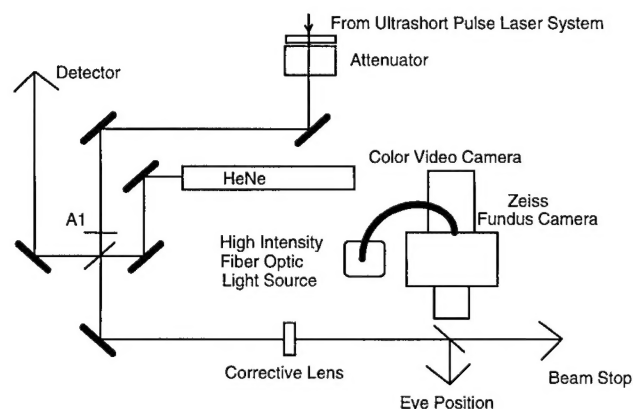 From Ultrashort Pulse Laser System
Attenuator
Detector
HeNe
Color Video Camera
Zeiss
Fundus Camera
A1
High Intensity
Fiber Optic
Light Source
Corrective Lens
Beam Stop
Eye Position